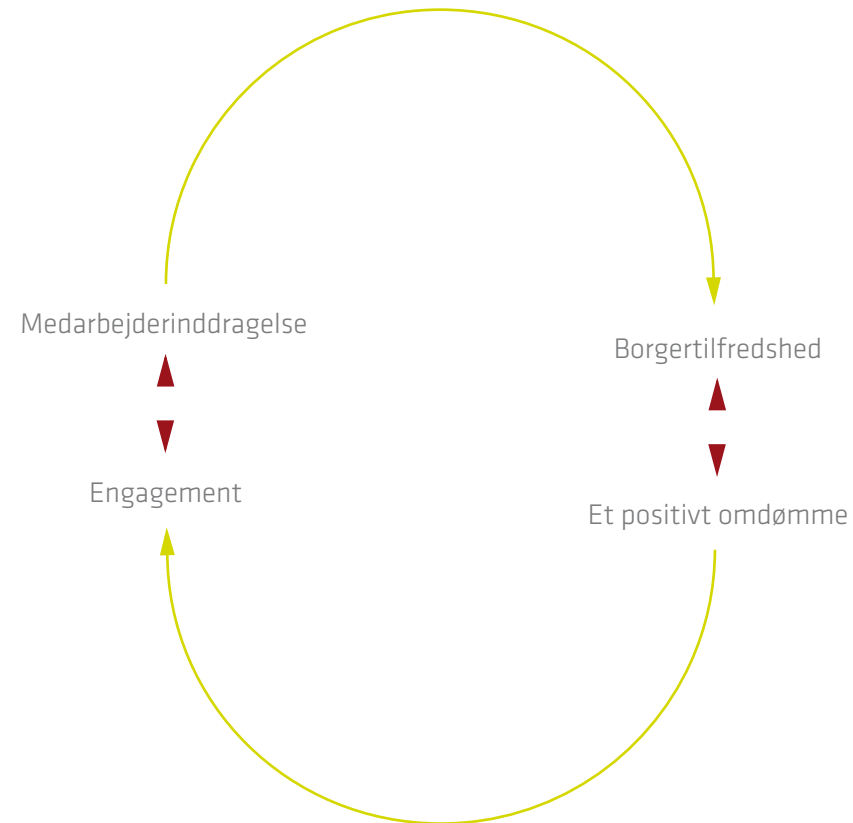 Medarbejderinddragelse
Borgertilfredshed
Engagement
Et positivt omdømme